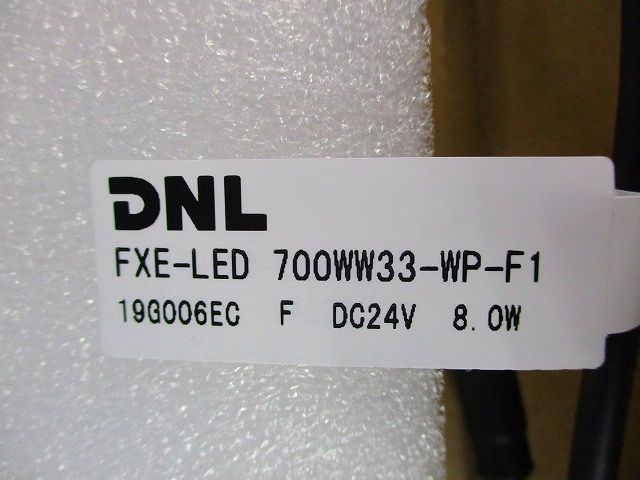 DNL
FXE-LED 700WW33-WP-F1
19G006EC F DC24V 8.0W